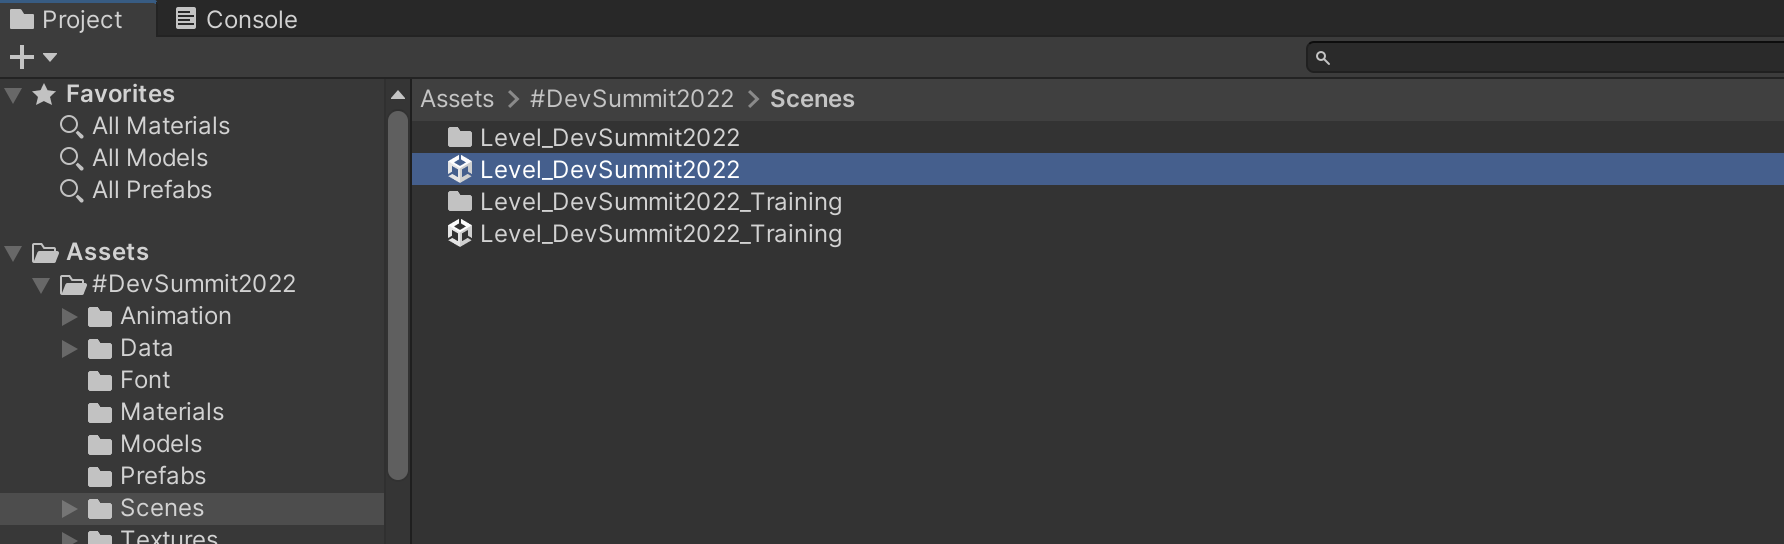 Project
Console
Favorites
All Materials
All Models
All Prefabs
Assets
#DevSummit2022
Animation
Data
Font
Materials
Models
Prefabs
Scenes
Textures
Assets > #DevSummit2022 > Scenes
Level_DevSummit2022
Level_DevSummit2022
Level_DevSummit2022_Training
Level_DevSummit2022_Training